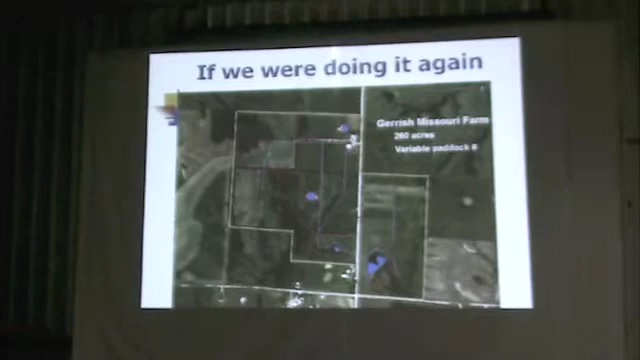 If we were doing it again
Gerrish Missouri Farm
260 acres
Variable paddock #